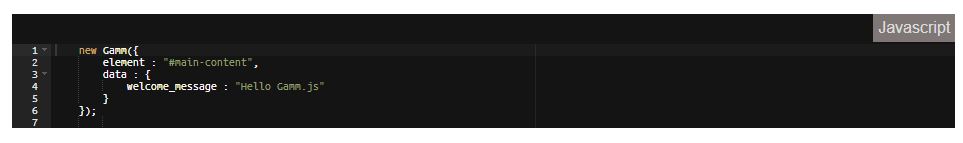 Javascript
1 new Gamm({
2 element : "#main-content",
3 data : {
4 welcome_message : "Hello Gamm.js"
5 }
6 });
7